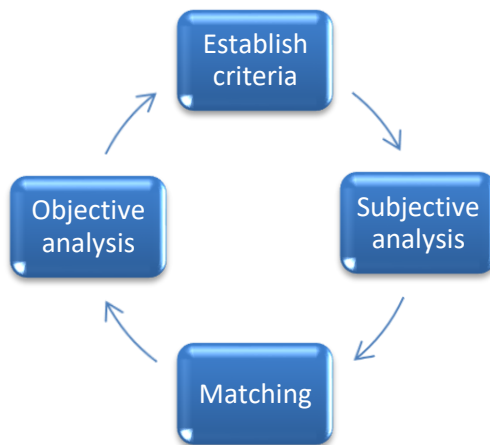 Establish
criteria
Subjective
analysis
Matching
Objective
analysis